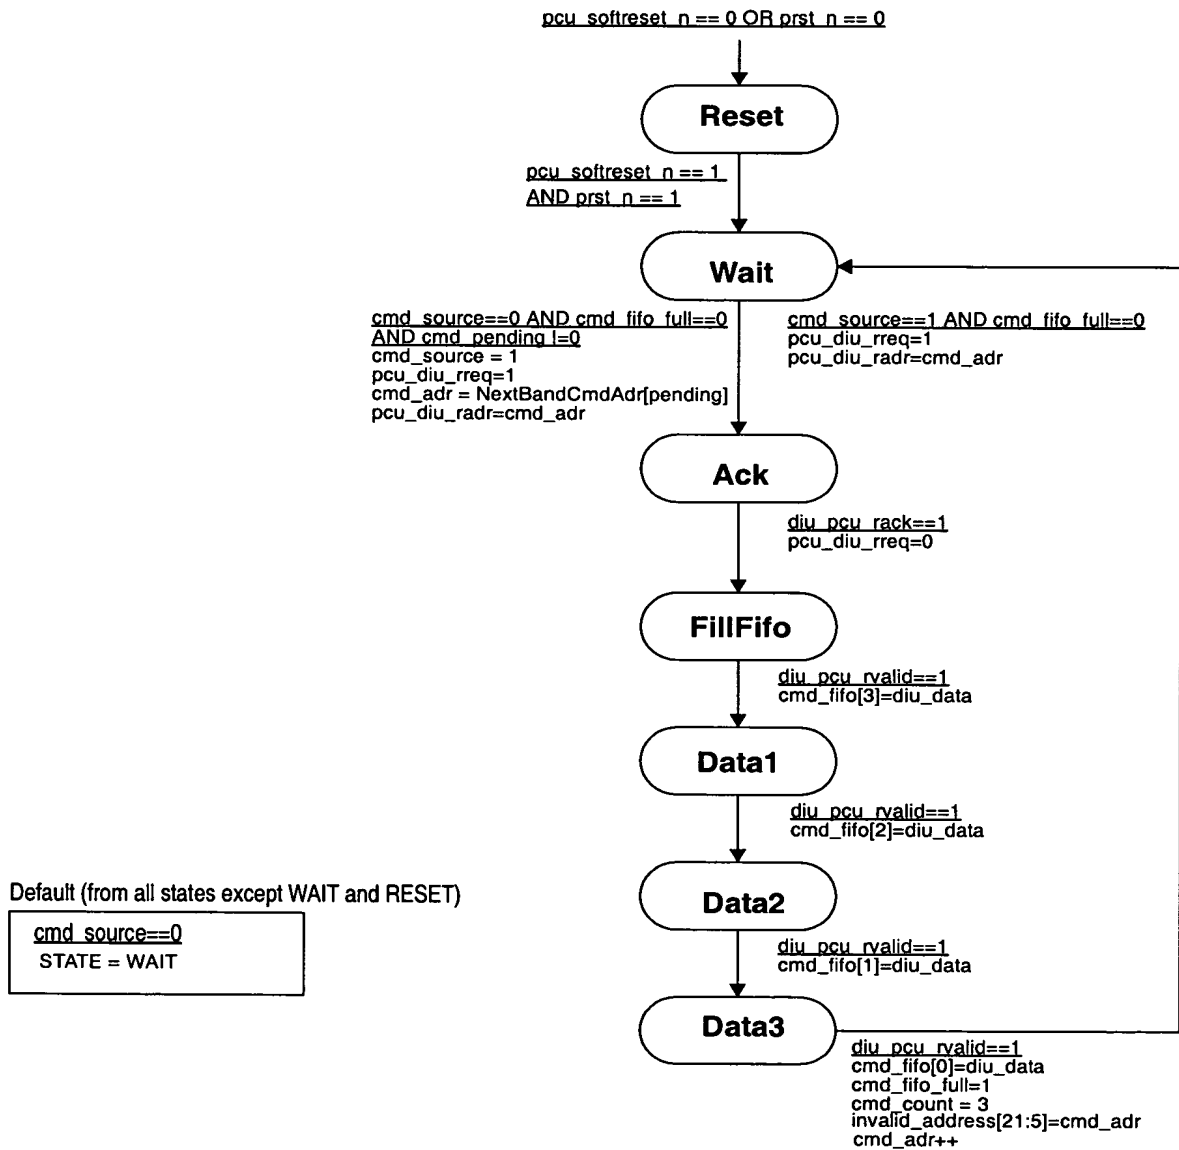 pcu_softreset_n == 0 OR prst_n == 0
Reset
pcu_softreset_n == 1
AND prst_n == 1
Wait
cmd_source==0 AND cmd_fifo_full==0
AND cmd_pending !=0
cmd_source = 1
pcu_diu_rreq=1
cmd_adr = NextBandCmdAdr[pending]
pcu_diu_radr=cmd_adr
cmd_source==1 AND cmd_fifo_full==0
pcu_diu_rreq=1
pcu_diu_radr=cmd_adr
Ack
diu_pcu_rack==1
pcu_diu_rreq=0
FillFifo
diu_pcu_rvalid==1
cmd_fifo[3]=diu_data
Data1
diu_pcu_rvalid==1
cmd_fifo[2]=diu_data
Data2
diu_pcu_rvalid==1
cmd_fifo[1]=diu_data
Data3
diu_pcu_rvalid==1
cmd_fifo[0]=diu_data
cmd_fifo_full=1
cmd_count = 3
invalid_address[21:5]=cmd_adr
cmd_adr++
Default (from all states except WAIT and RESET)
cmd_source==0
STATE = WAIT